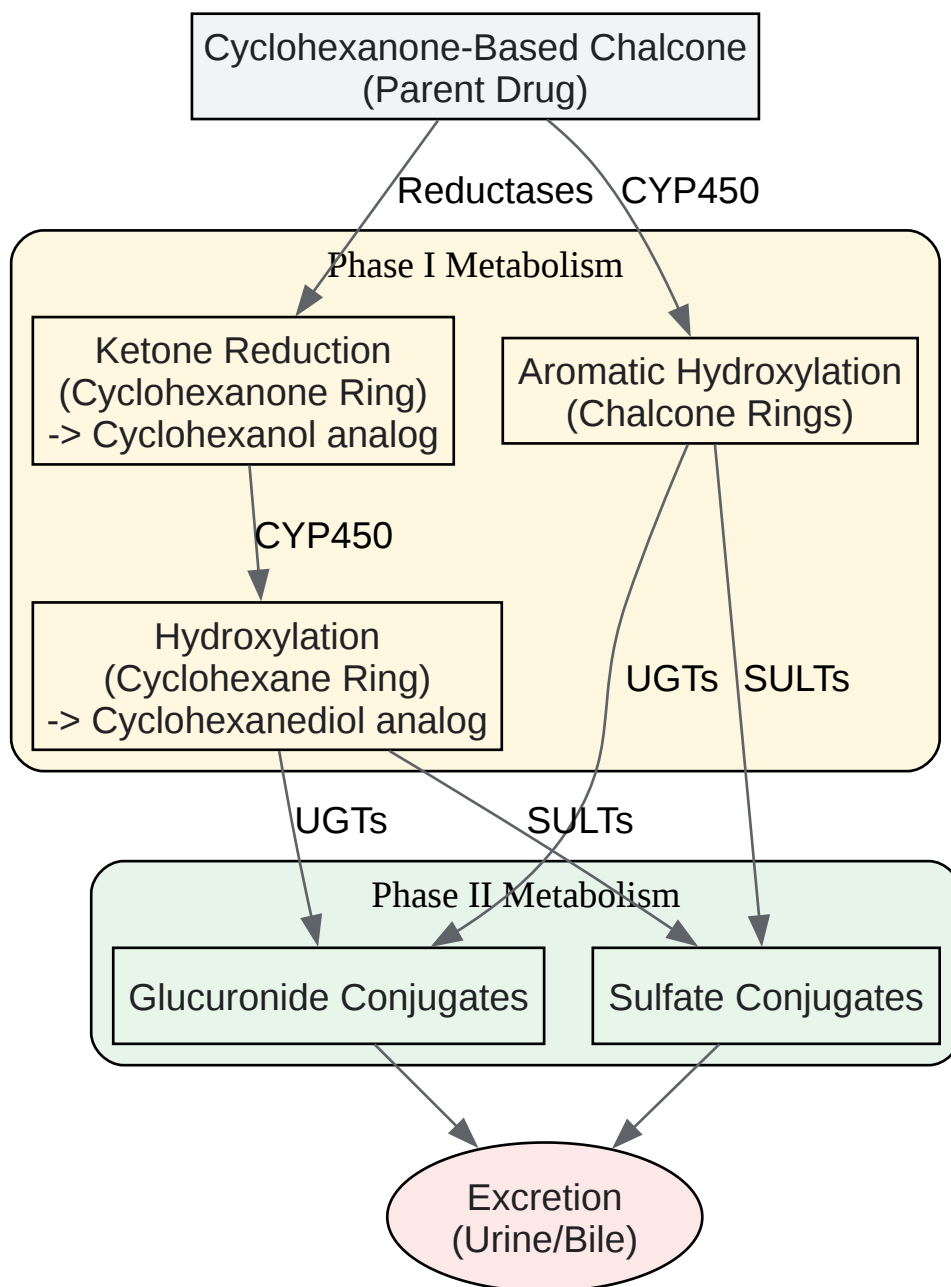 Cyclohexanone-Based Chalcone
(Parent Drug)
Reductases
CYP450
Phase I Metabolism
Ketone Reduction
(Cyclohexanone Ring)
-> Cyclohexanol analog
Aromatic Hydroxylation
(Chalcone Rings)
CYP450
Hydroxylation
(Cyclohexane Ring)
-> Cyclohexanediol analog
UGTs
SULTs
UGTs
SULTs
Phase II Metabolism
Glucuronide Conjugates
Sulfate Conjugates
Excretion
(Urine/Bile)